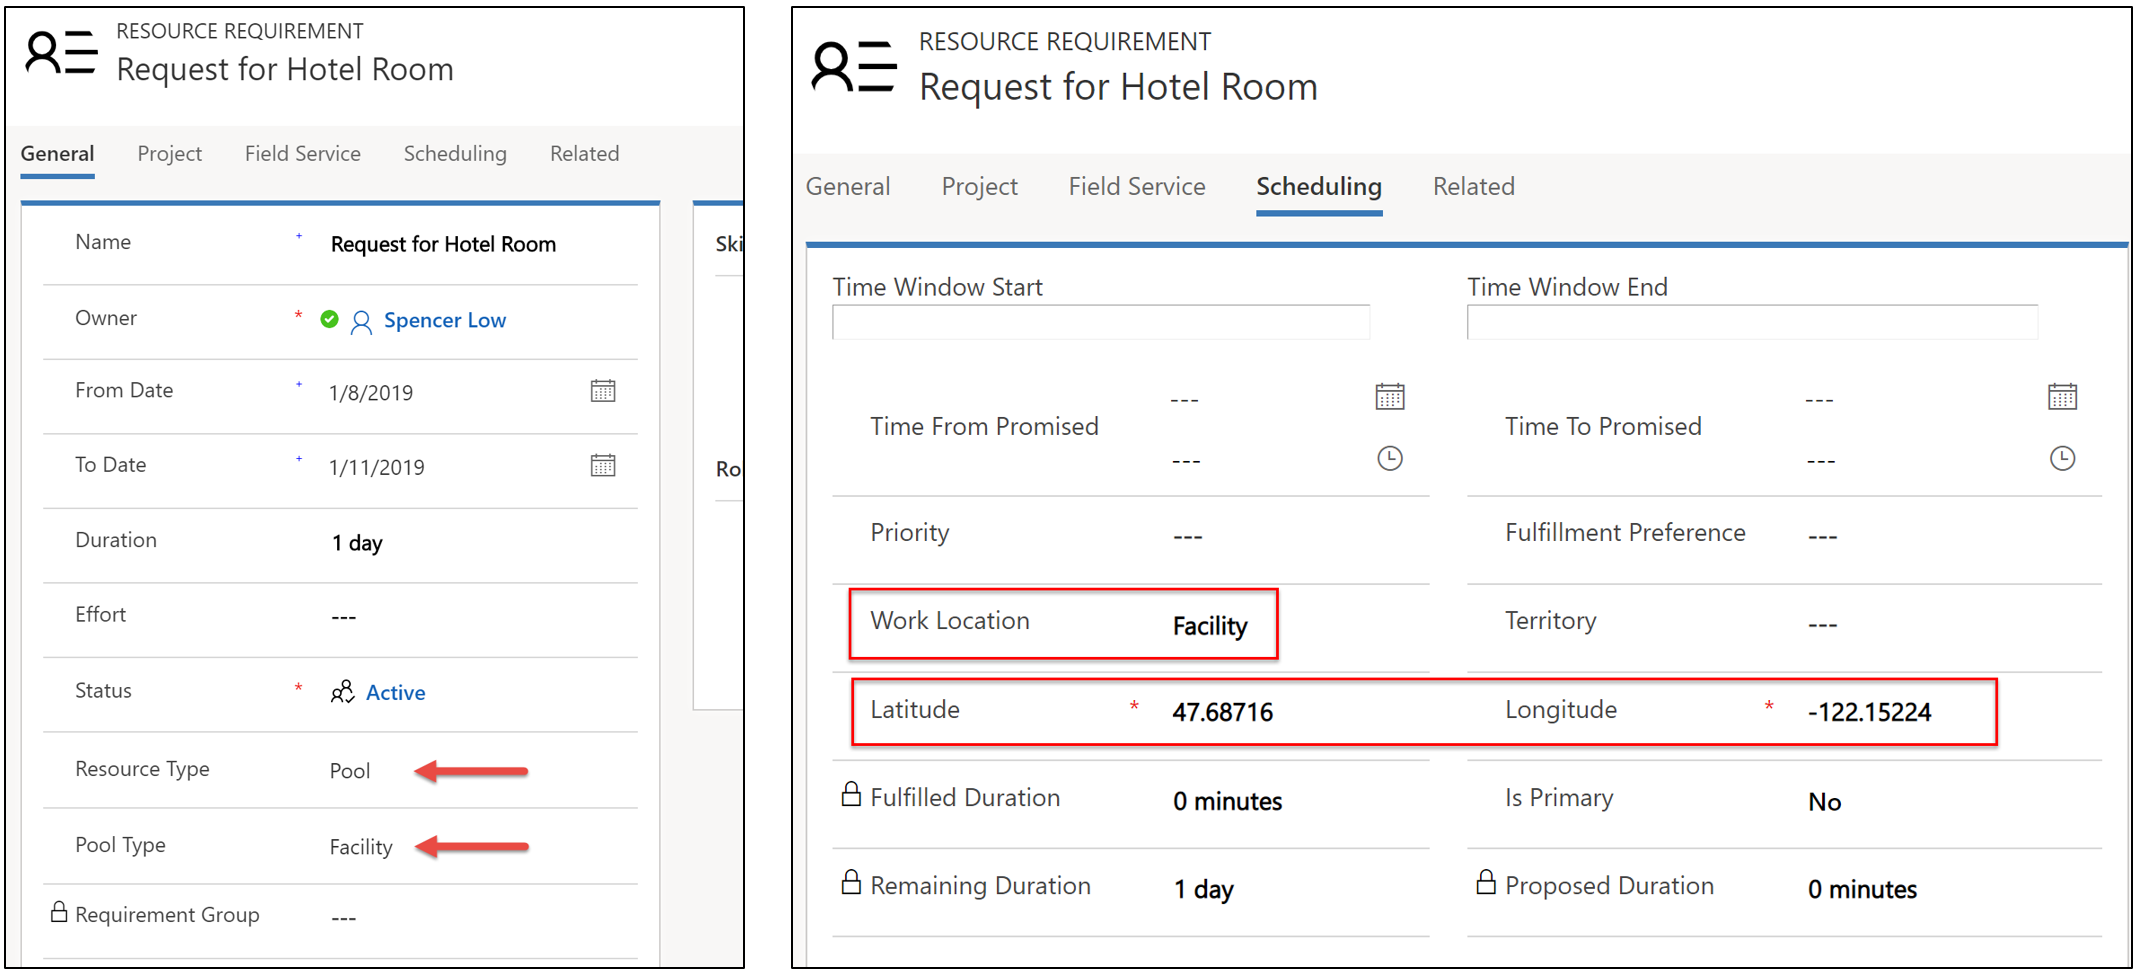 RESOURCE REQUIREMENT
Request for Hotel Room
General Project Field Service Scheduling Related
Name + Request for Hotel Room
Owner * Spencer Low
From Date + 1/8/2019
To Date + 1/11/2019
Duration 1 day
Effort ---
Status * Active
Resource Type Pool
Pool Type Facility
Requirement Group ---
Ski
Ro
RESOURCE REQUIREMENT
Request for Hotel Room
General Project Field Service Scheduling Related
Time Window Start Time Window End
--- ---
Time From Promised Time To Promised
--- ---
Priority --- Fulfillment Preference ---
Work Location Facility Territory ---
Latitude * 47.68716 Longitude * -122.15224
Fulfilled Duration 0 minutes Is Primary No
Remaining Duration 1 day Proposed Duration 0 minutes